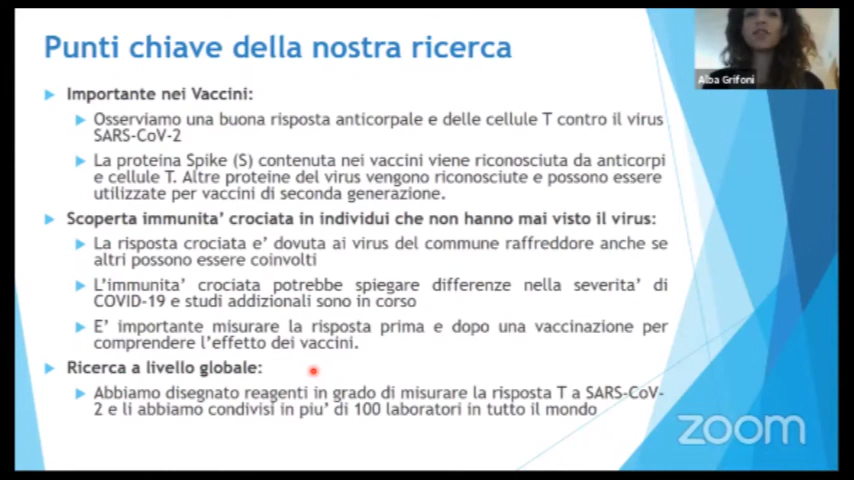 Punti chiave della nostra ricerca
Alba Grifoni
Importante nei Vaccini:
Osserviamo una buona risposta anticorpale e delle cellule T contro il virus
SARS-CoV-2
La proteina Spike (S) contenuta nei vaccini viene riconosciuta da anticorpi
e cellule T. Altre proteine del virus vengono riconosciute e possono essere
utilizzate per vaccini di seconda generazione.
Scoperta immunita' crociata in individui che non hanno mai visto il virus:
La risposta crociata e' dovuta ai virus del commune raffreddore anche se
altri possono essere coinvolti
L'immunita' crociata potrebbe spiegare differenze nella severita' di
COVID-19 e studi addizionali sono in corso
E' importante misurare la risposta prima e dopo una vaccinazione per
comprendere l'effetto dei vaccini.
Ricerca a livello globale:
Abbiamo disegnato reagenti in grado di misurare la risposta T a SARS-CoV-
2 e li abbiamo condivisi in piu' di 100 laboratori in tutto il mondo
zoom